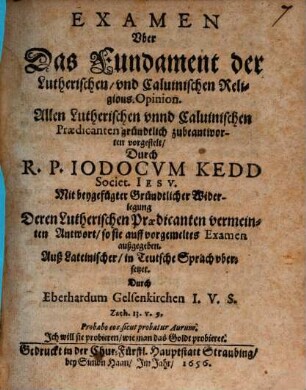 7
EXAMEN
Vber
Das Fundament der
Lutherischen/ vnd Caluinischen Reli-
gious.Opinion.
Allen Lutherischen vnnd Caluinischen
Prædicanten gründtlich zubeantwor-
ten vorgestelt/
Durch
R. P. IODOCVM KEDD
Societ. IESV.
Mit beygefügter Gründtlicher Wider-
legung
Deren Lutherischen Prædicanten vermein-
ten Antwort/ so sie auff vorgemeltes Examen
außgegeben.
Auß Lateinischer/ in Teutsche Sprach vber-
setzet.
Durch
Eberhardum Gelsenkirchen I. V. S.
Zach. 13. v. 9.
Probabo eos sicut probatur Aurum.
Ich will sie probieren/ wie man das Goldt probieret.
Gedruckt in der Chur-Fürstl. Hauptstatt Straubing/
bey Simon Haan/ Im Jahr/ 1656.